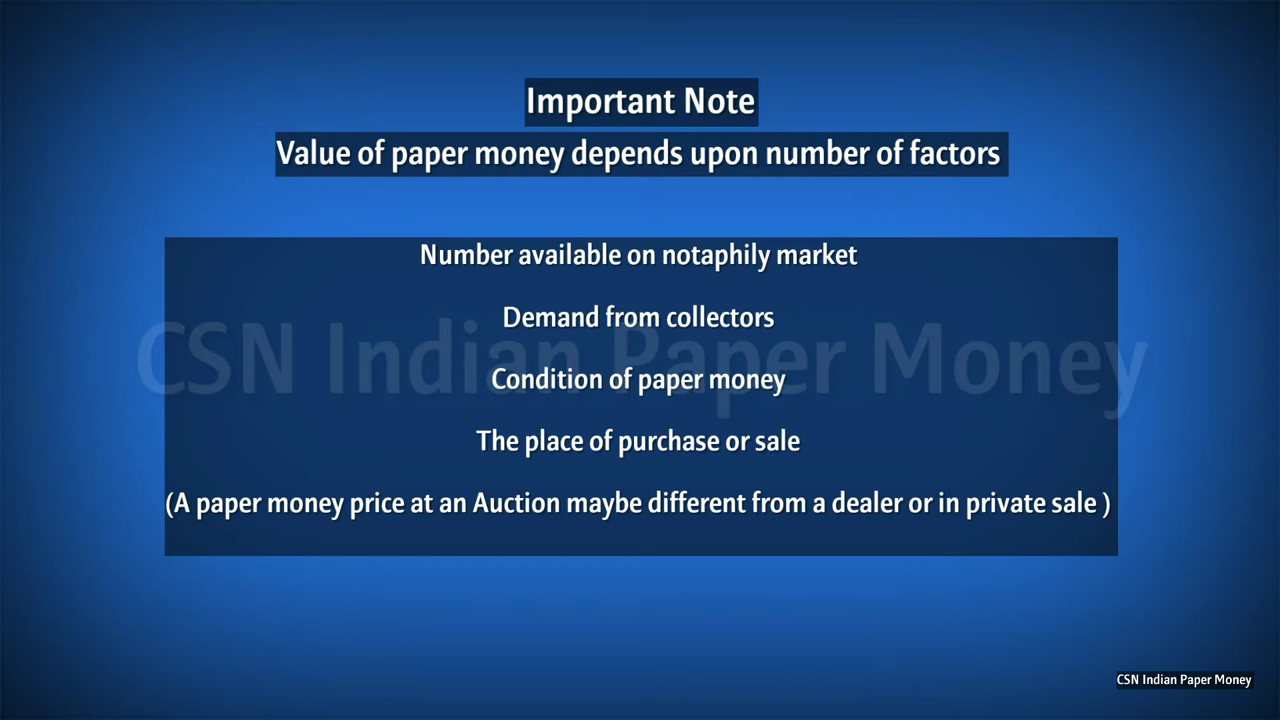 Important Note
Value of paper money depends upon number of factors
Number available on notaphily market
Demand from collectors
CSN Indian Paper Money
Condition of paper money
The place of purchase or sale
(A paper money price at an Auction maybe different from a dealer or in private sale )
CSN Indian Paper Money